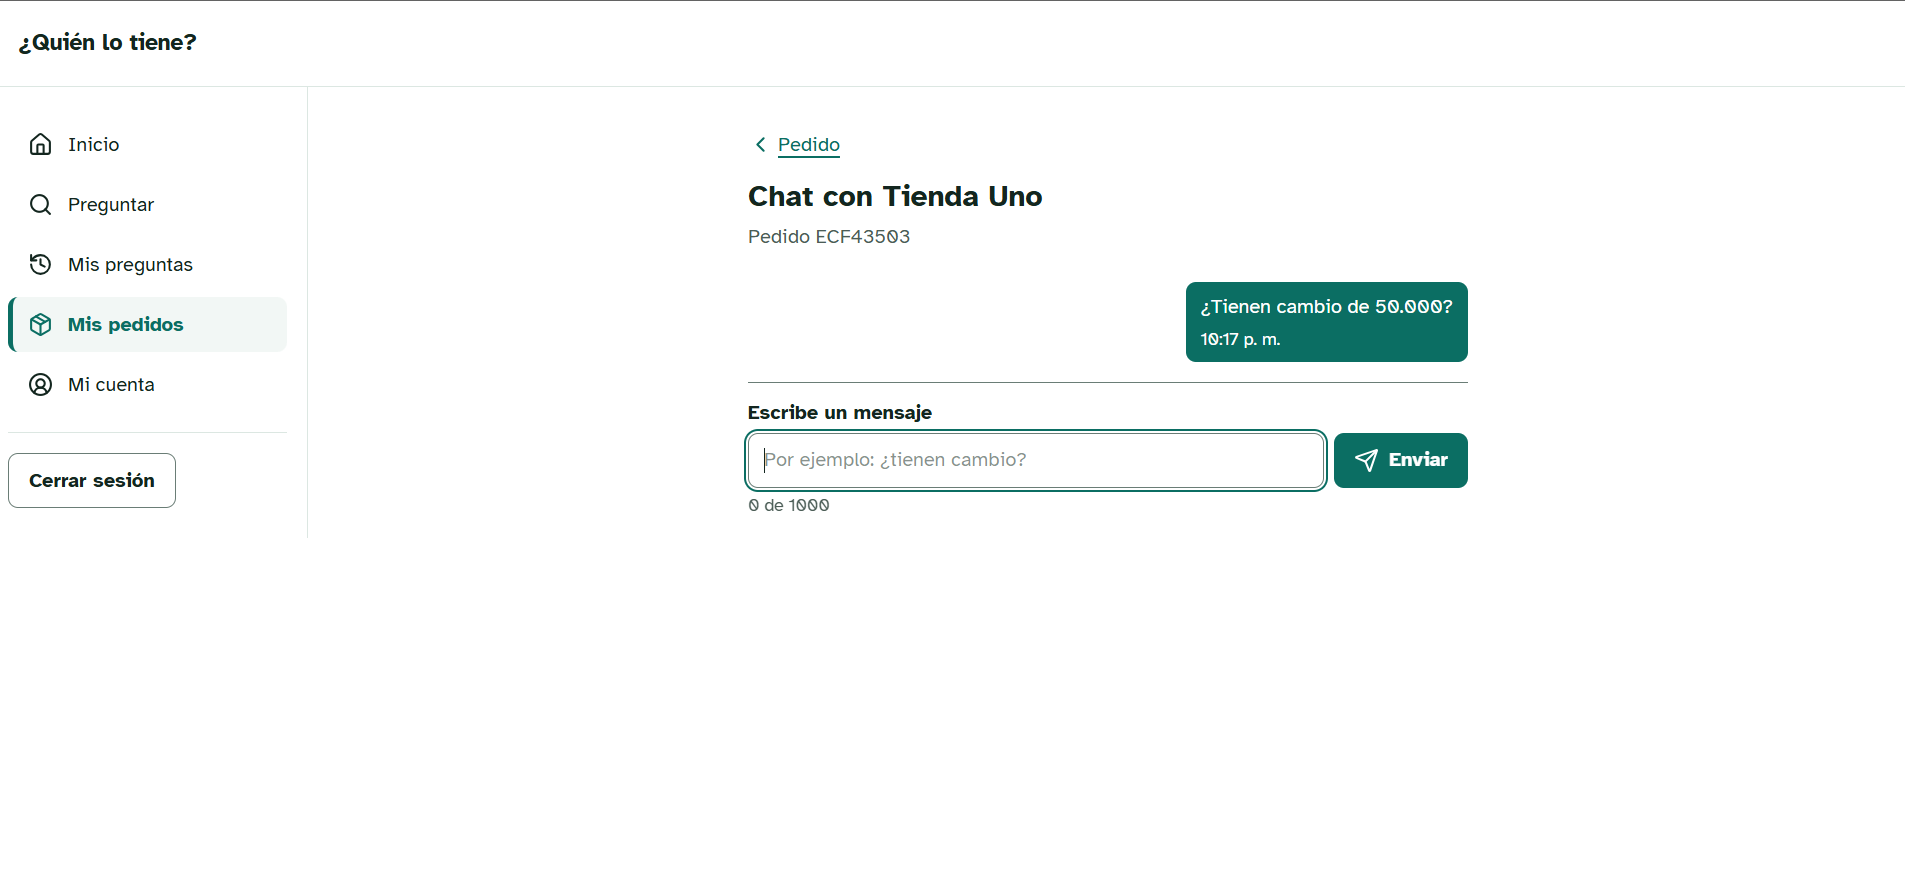 ¿Quién lo tiene?
Inicio
Preguntar
Mis preguntas
Mis pedidos
Mi cuenta
Cerrar sesión
Pedido
Chat con Tienda Uno
Pedido ECF43503
¿Tienen cambio de 50.000?
10:17 p. m.
Escribe un mensaje
Por ejemplo: ¿tienen cambio?
Enviar
0 de 1000